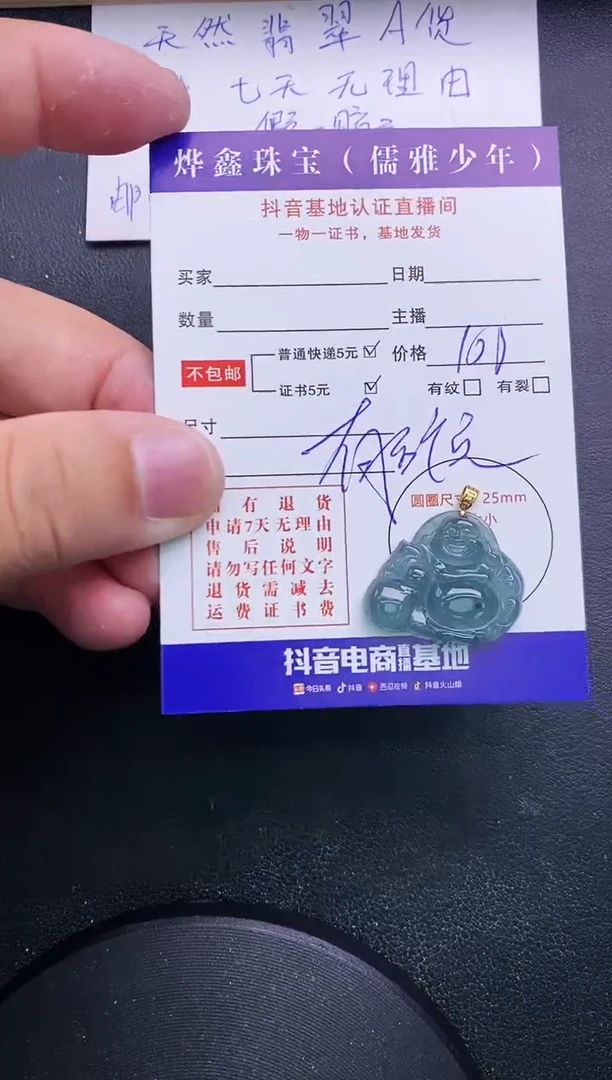 天然翡翠A货
七天无理由
假一赔
烨鑫珠宝（儒雅少年）
抖音基地认证直播间
一物一证书，基地发货
买家 日期
数量 主播
不包邮 普通快递5元 ☑ 价格 101
证书5元 ☑ 有纹□ 有裂□
尺寸
圆圈尺寸 25mm
小
有退货
申请7天无理由
售后说明
请勿写任何文字
退货需减去
运费证书费
抖音电商直播基地
今日头条 抖音 西瓜视频 抖音火山版